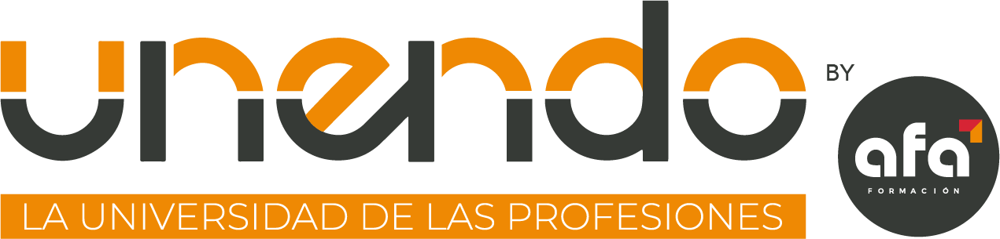 unendo
BY
afa
FORMACIÓN
LA UNIVERSIDAD DE LAS PROFESIONES